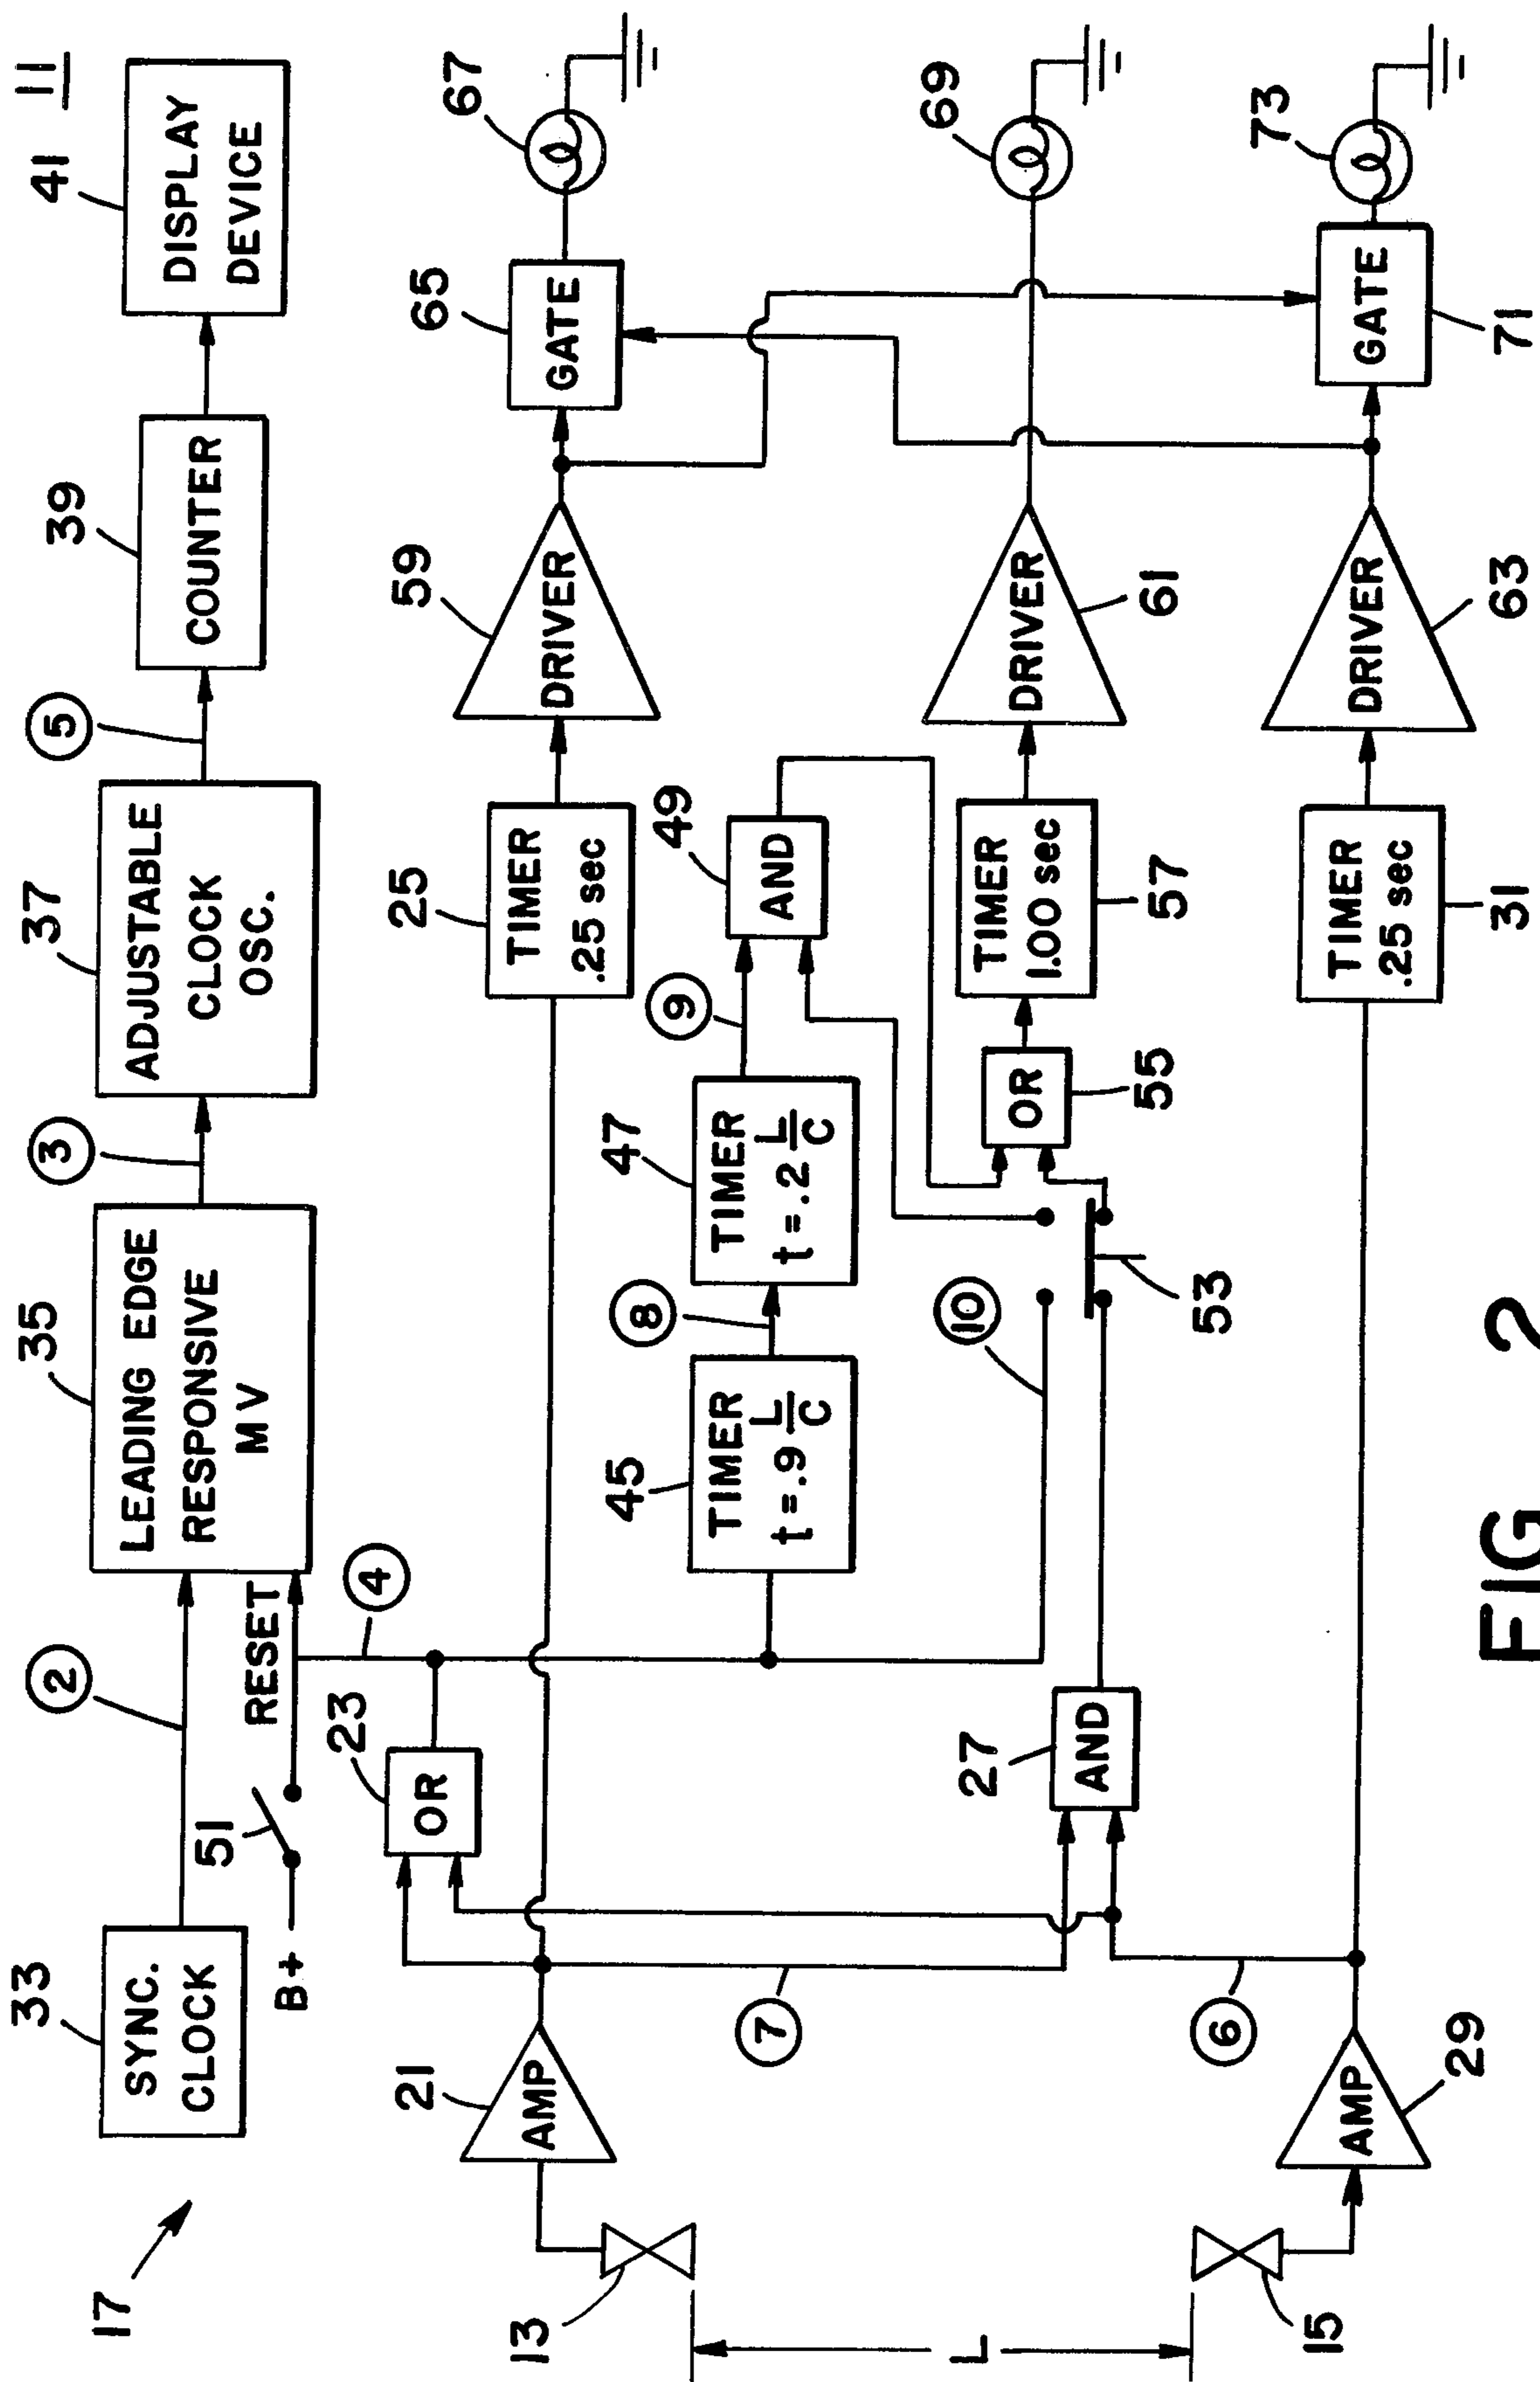 11
17
33
SYNC.
CLOCK
②
35
LEADING EDGE
RESPONSIVE
MV
③
37
ADJUSTABLE
CLOCK
OSC.
⑤
39
COUNTER
41
DISPLAY
DEVICE
B+
51
RESET
④
23
OR
21
AMP
25
TIMER
.25 sec
59
DRIVER
65
GATE
67
13
⑦
45
TIMER
t = .9 L/C
⑧
47
TIMER
t = .2 L/C
⑨
49
AND
L
27
AND
⑩
53
55
OR
57
TIMER
1.00 sec
61
DRIVER
69
15
⑥
29
AMP
31
TIMER
.25 sec
63
DRIVER
71
GATE
73
FIG 2